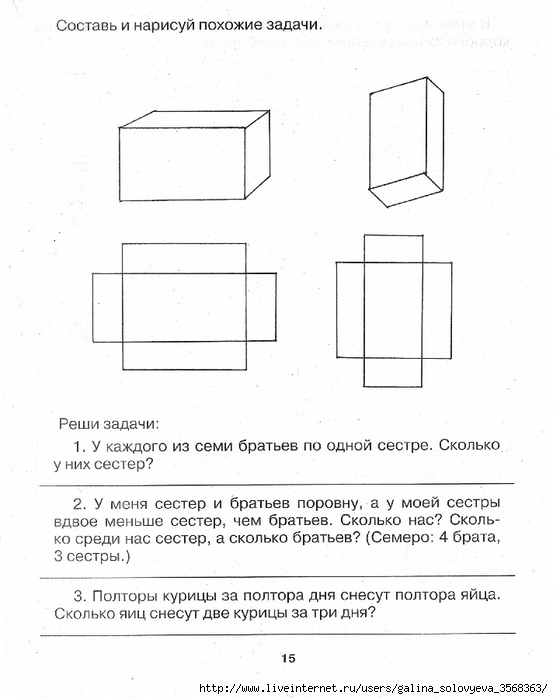 Составь и нарисуй похожие задачи.
Реши задачи:
1. У каждого из семи братьев по одной сестре. Сколько
у них сестер?
2. У меня сестер и братьев поровну, а у моей сестры
вдвое меньше сестер, чем братьев. Сколько нас? Сколь-
ко среди нас сестер, а сколько братьев? (Семеро: 4 брата,
3 сестры.)
3. Полторы курицы за полтора дня снесут полтора яйца.
Сколько яиц снесут две курицы за три дня?
15
http://www.liveinternet.ru/users/galina_solovyeva_3568363/